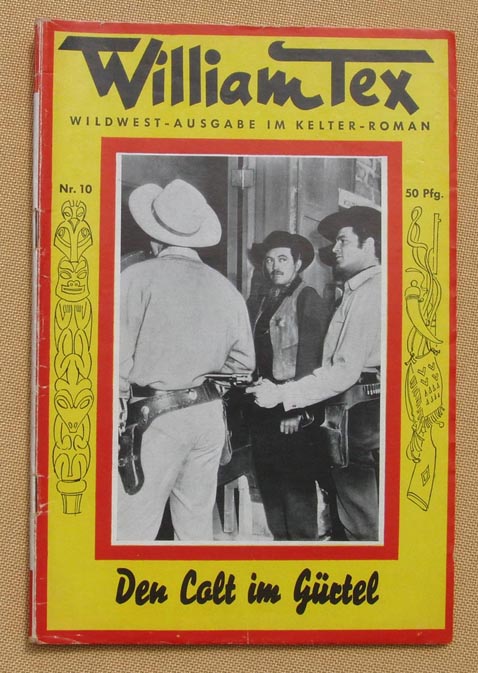 William Tex
WILDWEST-AUSGABE IM KELTER-ROMAN
Nr. 10
50 Pfg.
Den Colt im Gürtel